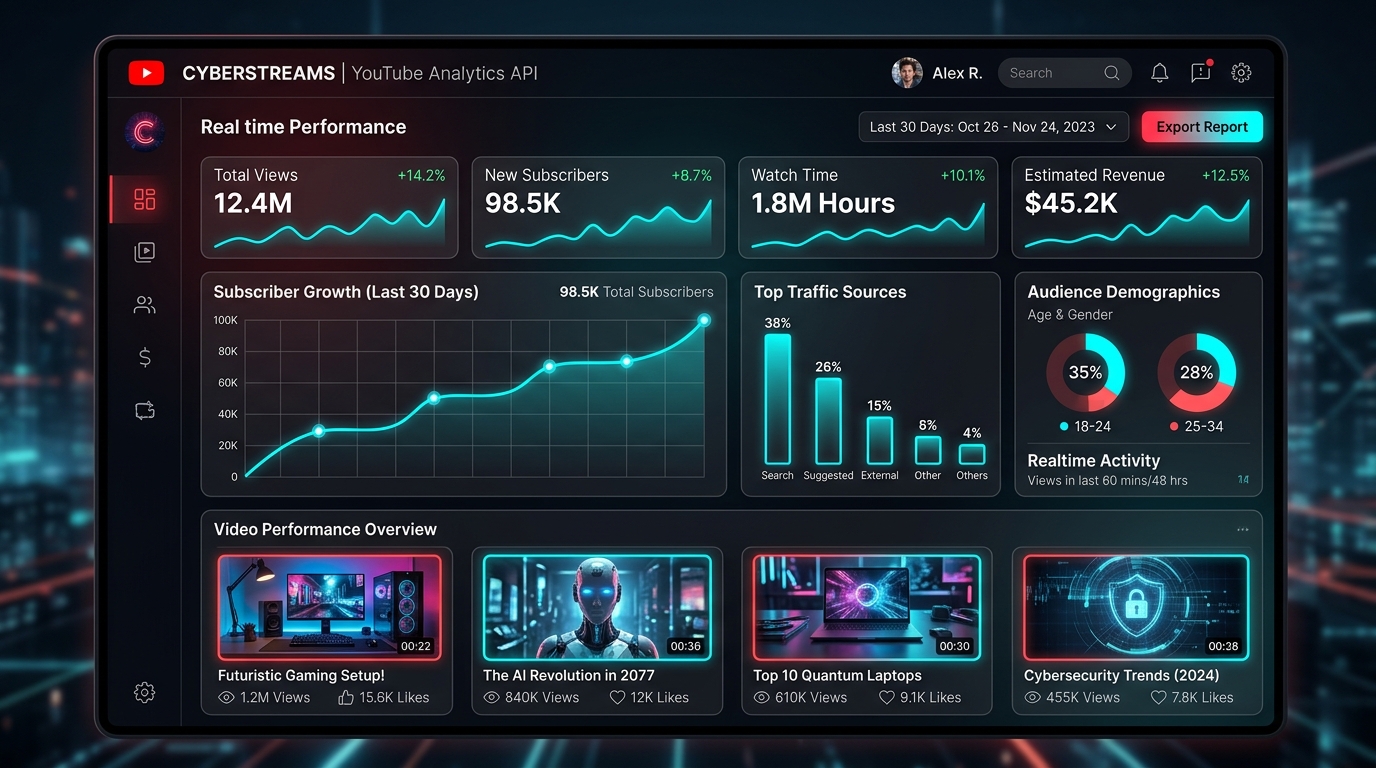 CYBERSTREAMS | YouTube Analytics API
Alex R.
Search
Real time Performance
Last 30 Days: Oct 26 - Nov 24, 2023
Export Report
Total Views
+14.2%
12.4M
New Subscribers
+8.7%
98.5K
Watch Time
+10.1%
1.8M Hours
Estimated Revenue
+12.5%
$45.2K
Subscriber Growth (Last 30 Days)
98.5K Total Subscribers
100K
80K
60K
40K
20K
0
Top Traffic Sources
38%
26%
15%
8%
4%
Search
Suggested
External
Other
Others
Audience Demographics
Age & Gender
35%
28%
18-24
25-34
Realtime Activity
Views in last 60 mins/48 hrs
14
Video Performance Overview
00:22
Futuristic Gaming Setup!
1.2M Views
15.6K Likes
00:36
The AI Revolution in 2077
840K Views
12K Likes
00:30
Top 10 Quantum Laptops
610K Views
9.1K Likes
00:38
Cybersecurity Trends (2024)
455K Views
7.8K Likes